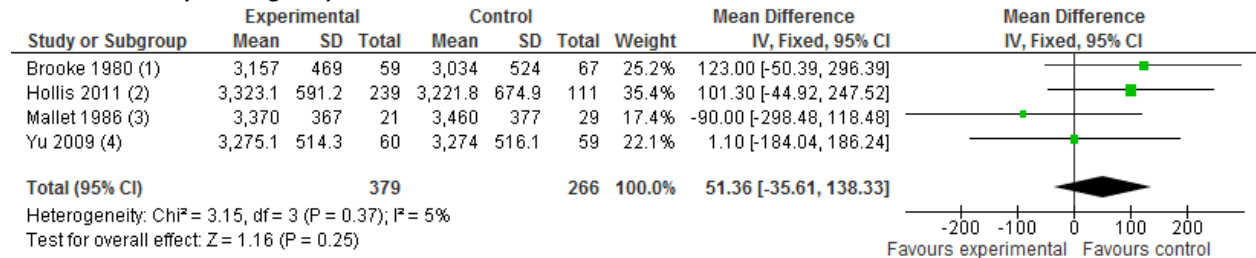 Experimental Control Mean Difference Mean Difference
Study or Subgroup Mean SD Total Mean SD Total Weight IV, Fixed, 95% CI IV, Fixed, 95% CI
Brooke 1980 (1) 3,157 469 59 3,034 524 67 25.2% 123.00 [-50.39, 296.39]
Hollis 2011 (2) 3,323.1 591.2 239 3,221.8 674.9 111 35.4% 101.30 [-44.92, 247.52]
Mallet 1986 (3) 3,370 367 21 3,460 377 29 17.4% -90.00 [-298.48, 118.48]
Yu 2009 (4) 3,275.1 514.3 60 3,274 516.1 59 22.1% 1.10 [-184.04, 186.24]
Total (95% CI) 379 266 100.0% 51.36 [-35.61, 138.33]
Heterogeneity: Chi² = 3.15, df = 3 (P = 0.37); I² = 5%
Test for overall effect: Z = 1.16 (P = 0.25)
-200 -100 0 100 200
Favours experimental Favours control